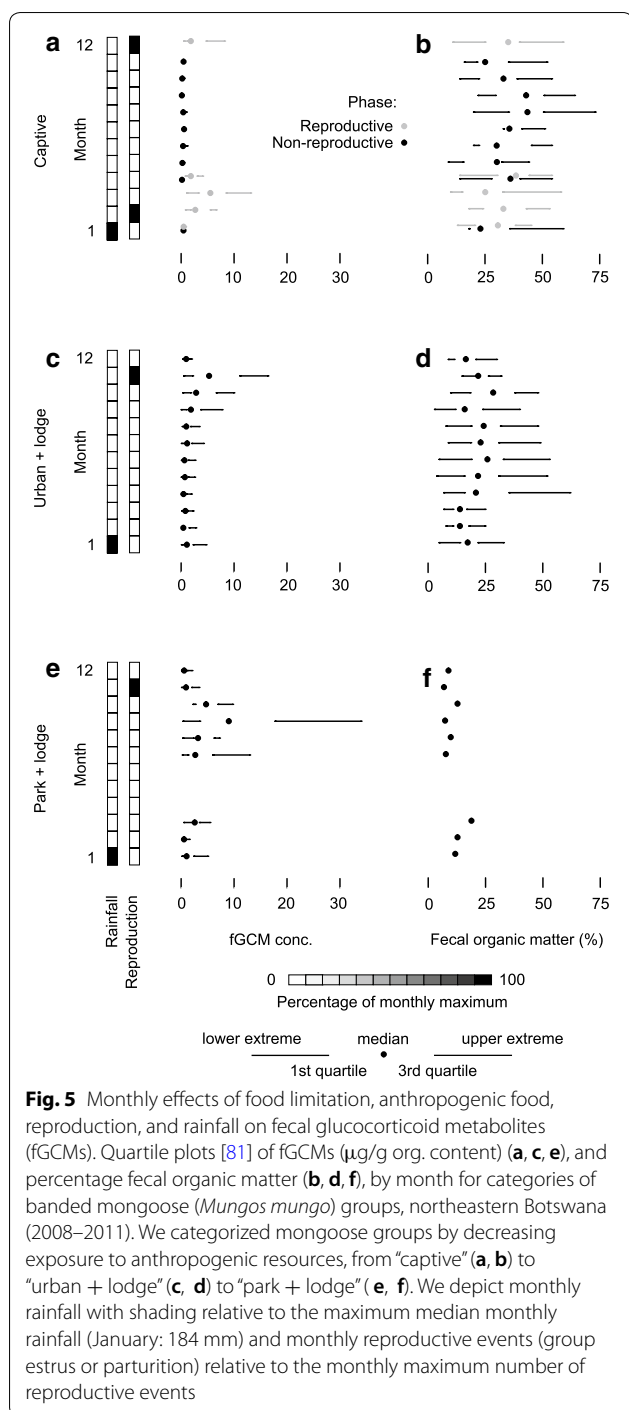 a
b
12
Phase:
Reproductive
Non-reproductive
Captive
Month
1
0 10 20 30
0 25 50 75
c
d
12
Urban + lodge
Month
1
0 10 20 30
0 25 50 75
e
f
12
Park + lodge
Month
1
0 10 20 30
0 25 50 75
Rainfall
Reproduction
fGCM conc.
Fecal organic matter (%)
0 100
Percentage of monthly maximum
lower extreme median upper extreme
1st quartile 3rd quartile
Fig. 5 Monthly effects of food limitation, anthropogenic food,
reproduction, and rainfall on fecal glucocorticoid metabolites
(fGCMs). Quartile plots [81] of fGCMs (μg/g org. content) (a, c, e), and
percentage fecal organic matter (b, d, f), by month for categories of
banded mongoose (Mungos mungo) groups, northeastern Botswana
(2008–2011). We categorized mongoose groups by decreasing
exposure to anthropogenic resources, from “captive” (a, b) to
“urban + lodge” (c, d) to “park + lodge” ( e, f). We depict monthly
rainfall with shading relative to the maximum median monthly
rainfall (January: 184 mm) and monthly reproductive events (group
estrus or parturition) relative to the monthly maximum number of
reproductive events